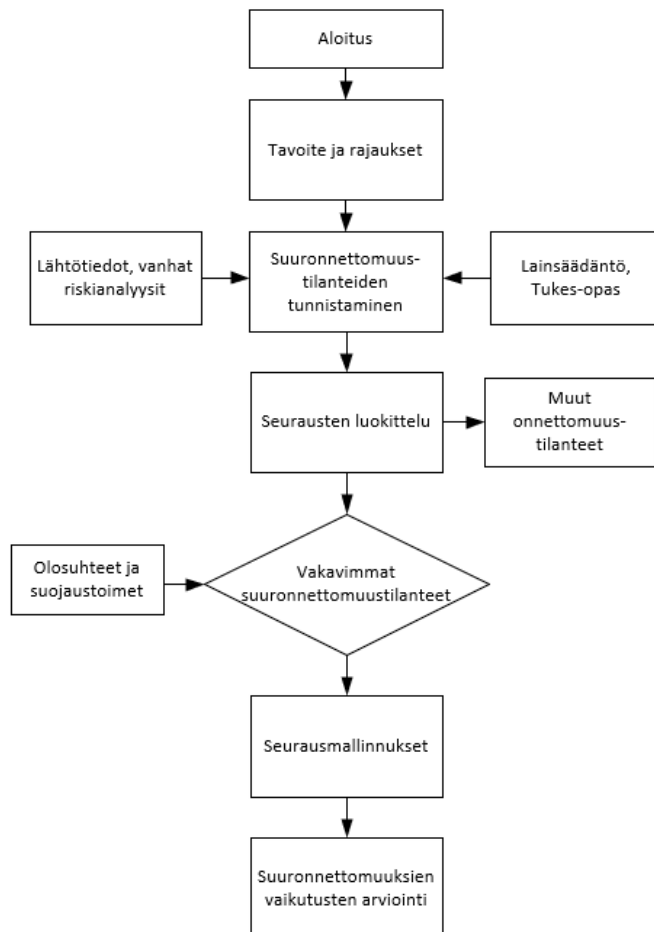 Aloitus
Tavoite ja rajaukset
Lähtötiedot, vanhat
riskianalyysit
Suuronnettomuus-
tilanteiden
tunnistaminen
Lainsäädäntö,
Tukes-opas
Seurausten luokittelu
Muut
onnettomuus-
tilanteet
Olosuhteet ja
suojaustoimet
Vakavimmat
suuronnettomuustilanteet
Seurausmallinnukset
Suuronnettomuuksien
vaikutusten arviointi